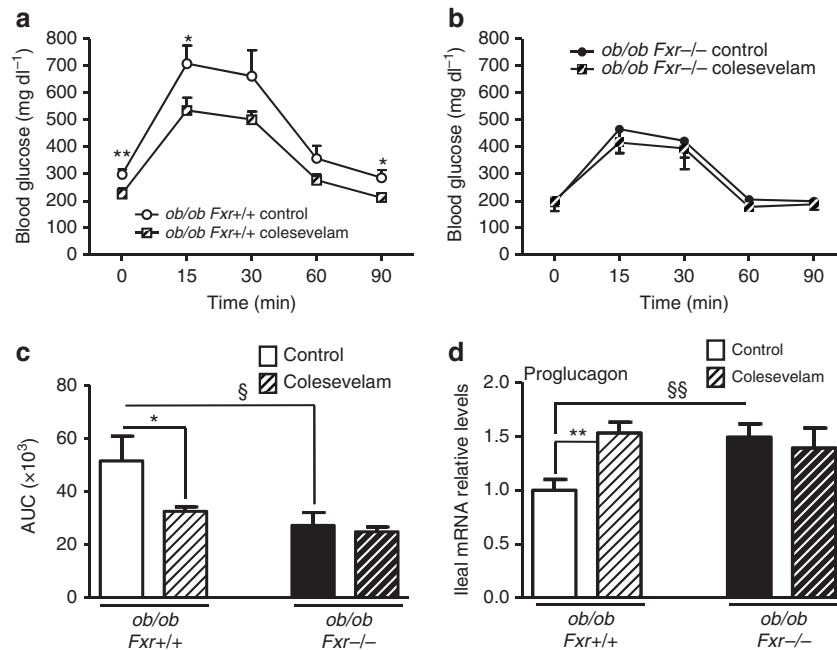 a
800
700
600
500
400
300
200
100
0
Blood glucose (mg dl⁻¹)
*
**
*
ob/ob Fxr+/+ control
ob/ob Fxr+/+ colesevelam
0 15 30 60 90
Time (min)
b
800
700
600
500
400
300
200
100
0
Blood glucose (mg dl⁻¹)
ob/ob Fxr–/– control
ob/ob Fxr–/– colesevelam
0 15 30 60 90
Time (min)
c
Control
Colesevelam
80
60
40
20
0
AUC (×10³)
§
*
ob/ob ob/ob
Fxr+/+ Fxr–/–
d
Control
Colesevelam
Proglucagon
2.0
1.5
1.0
0.5
0.0
Ileal mRNA relative levels
§§
**
ob/ob ob/ob
Fxr+/+ Fxr–/–